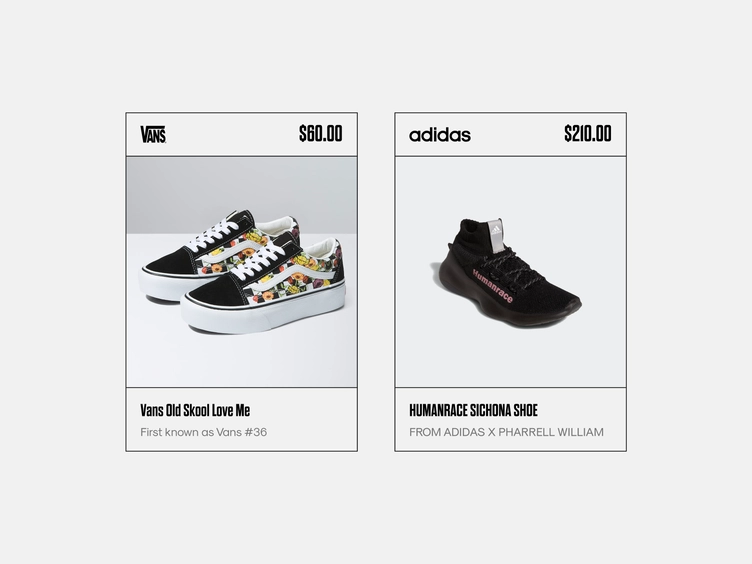 VANS
$60.00
Vans Old Skool Love Me
First known as Vans #36
adidas
$210.00
Humanrace
HUMANRACE SICHONA SHOE
FROM ADIDAS X PHARRELL WILLIAM